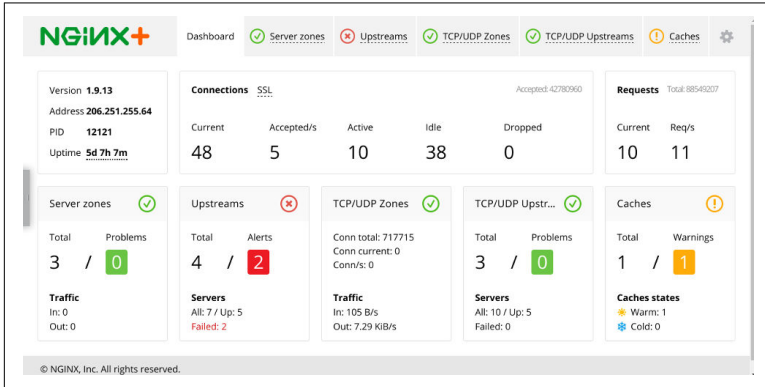 NGiNX+
Dashboard Server zones Upstreams TCP/UDP Zones TCP/UDP Upstreams Caches
Version 1.9.13
Address 206.251.255.64
PID 12121
Uptime 5d 7h 7m
Connections SSL Accepted: 42780960
Current Accepted/s Active Idle Dropped
48 5 10 38 0
Requests Total: 88549207
Current Req/s
10 11
Server zones
Total Problems
3 / 0
Traffic
In: 0
Out: 0
Upstreams
Total Alerts
4 / 2
Servers
All: 7 / Up: 5
Failed: 2
TCP/UDP Zones
Conn total: 717715
Conn current: 0
Conn/s: 0
Traffic
In: 105 B/s
Out: 7.29 KiB/s
TCP/UDP Upstr...
Total Problems
3 / 0
Servers
All: 10 / Up: 5
Failed: 0
Caches
Total Warnings
1 / 1
Caches states
Warm: 1
Cold: 0
© NGINX, Inc. All rights reserved.